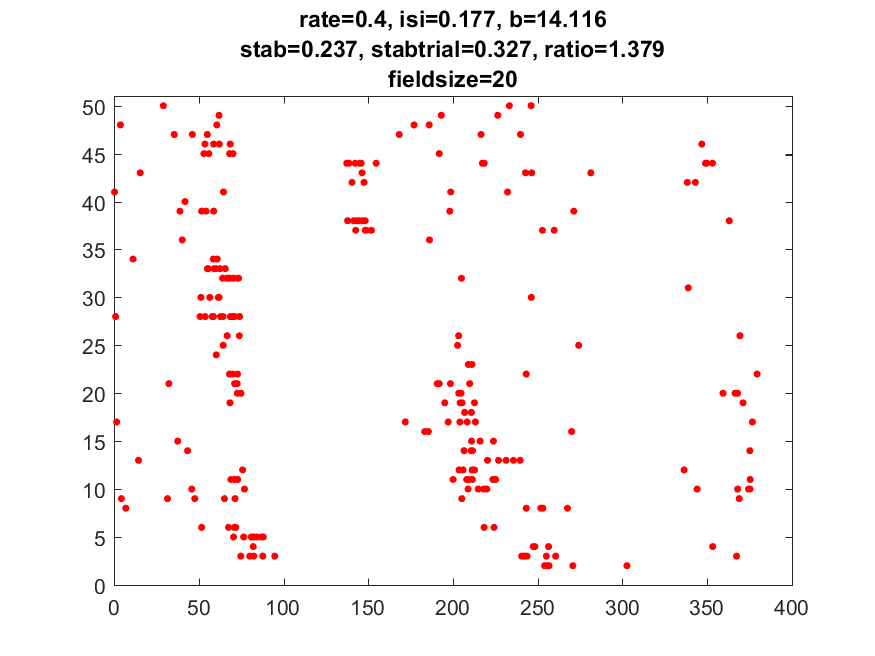 rate=0.4, isi=0.177, b=14.116
stab=0.237, stabtrial=0.327, ratio=1.379
fieldsize=20
50
45
40
35
30
25
20
15
10
5
0
0 50 100 150 200 250 300 350 400